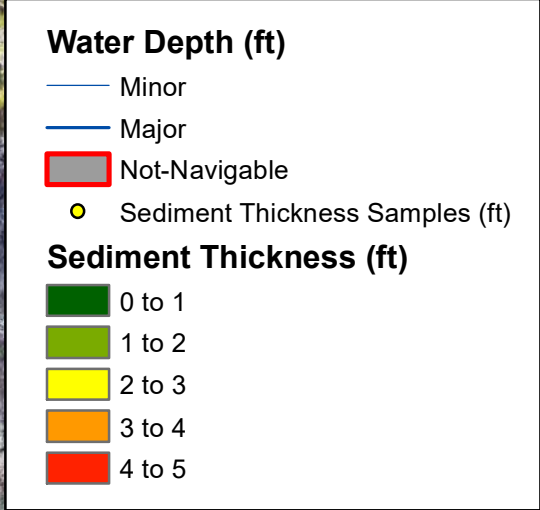 Water Depth (ft)
Minor
Major
Not-Navigable
Sediment Thickness Samples (ft)
Sediment Thickness (ft)
0 to 1
1 to 2
2 to 3
3 to 4
4 to 5